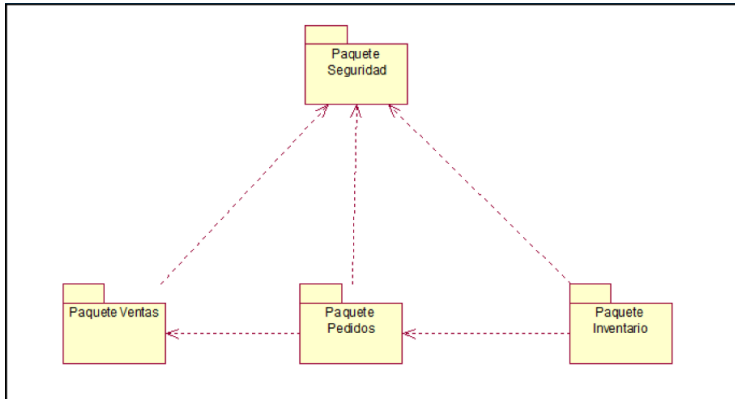 Paquete
Seguridad
Paquete Ventas
Paquete
Pedidos
Paquete
Inventario